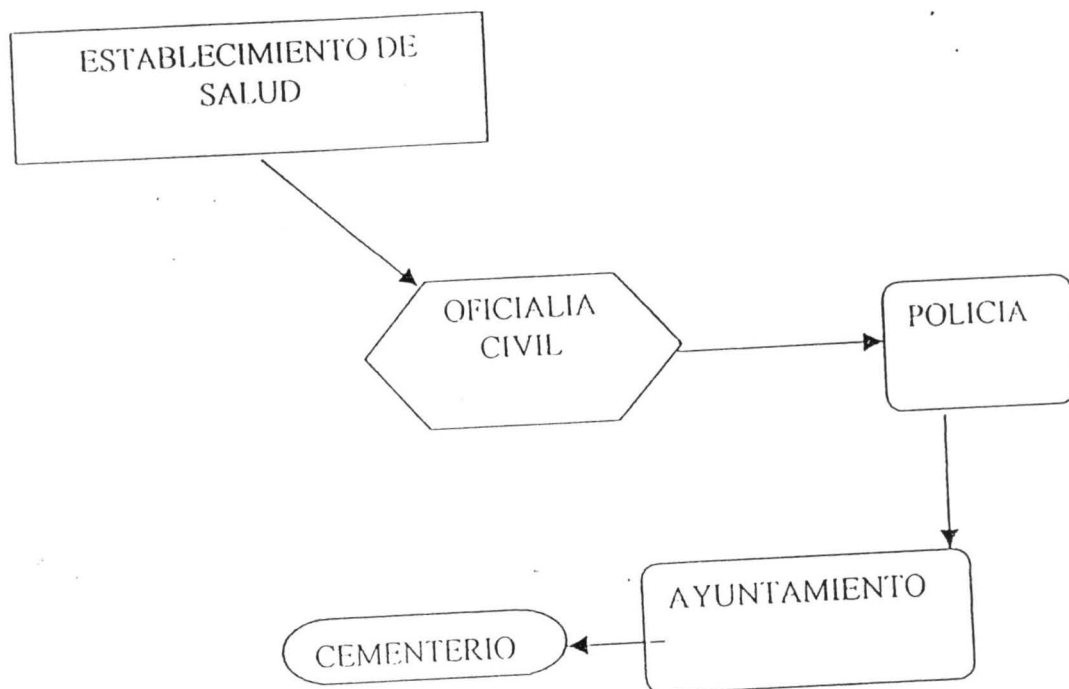 ESTABLECIMIENTO DE
SALUD
OFICIALIA
CIVIL
POLICIA
AYUNTAMIENTO
CEMENTERIO